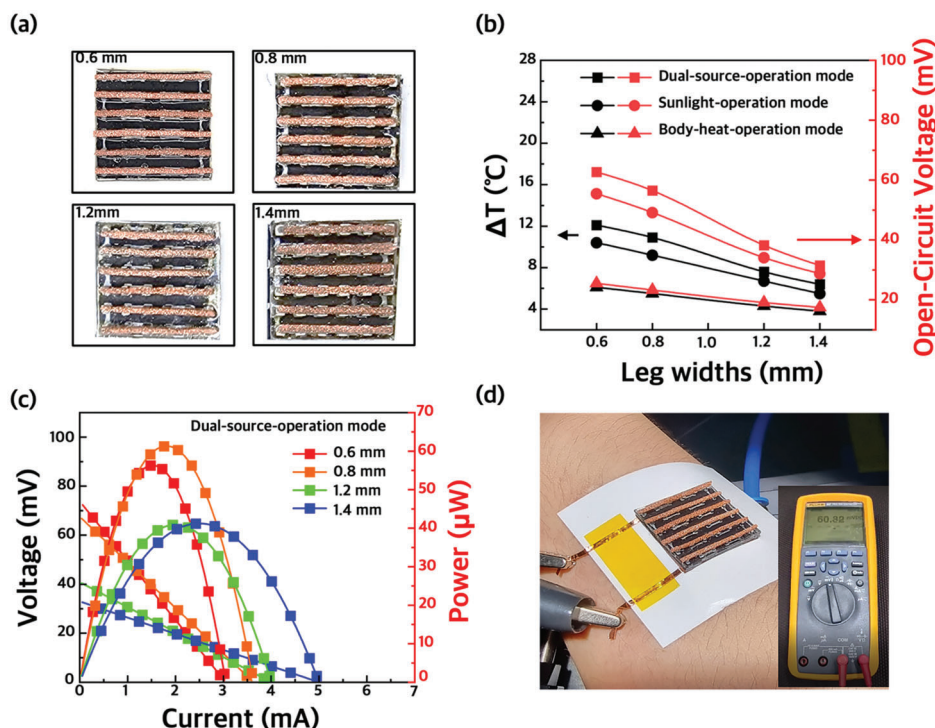 (a)
0.6 mm
0.8 mm
1.2mm
1.4mm
(b)
28
24
20
16
12
8
4
ΔT (℃)
Dual-source-operation mode
Sunlight-operation mode
Body-heat-operation mode
100
80
60
40
20
Open-Circuit Voltage (mV)
0.6 0.8 1.0 1.2 1.4
Leg widths (mm)
(c)
Dual-source-operation mode
0.6 mm
0.8 mm
1.2 mm
1.4 mm
100
80
60
40
20
0
Voltage (mV)
70
60
50
40
30
20
10
0
Power (μW)
0 1 2 3 4 5 6 7
Current (mA)
(d)
60.32